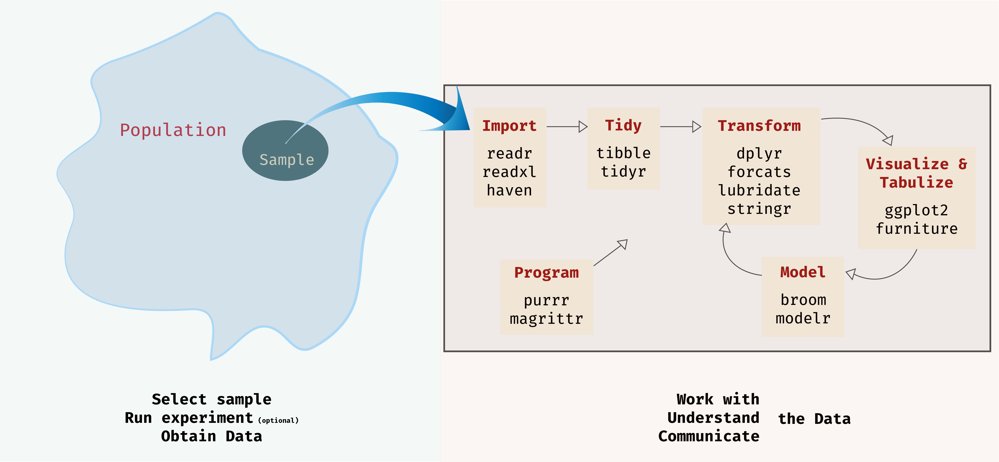 Population
Sample
Select sample
Run experiment (optional)
Obtain Data
Import
readr
readxl
haven
Tidy
tibble
tidyr
Transform
dplyr
forcats
lubridate
stringr
Visualize &
Tabulize
ggplot2
furniture
Program
purrr
magrittr
Model
broom
modelr
Work with
Understand
Communicate
the Data